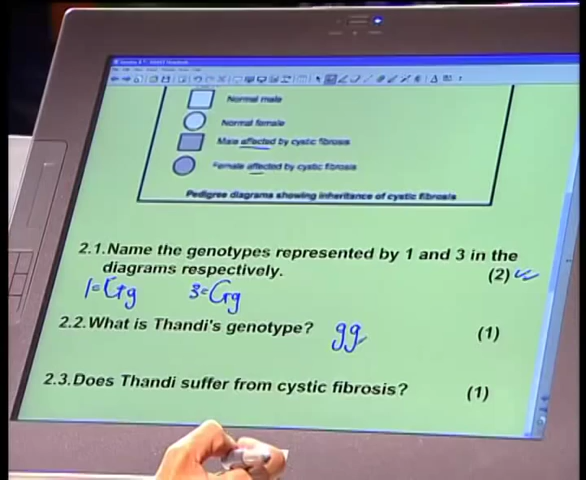 Normal male
Normal female
Male affected by cystic fibrosis
Female affected by cystic fibrosis
Pedigree diagrams showing inheritance of cystic fibrosis
2.1.Name the genotypes represented by 1 and 3 in the
diagrams respectively. (2)
1=Gg 3=Gg
2.2.What is Thandi's genotype? gg (1)
2.3.Does Thandi suffer from cystic fibrosis? (1)